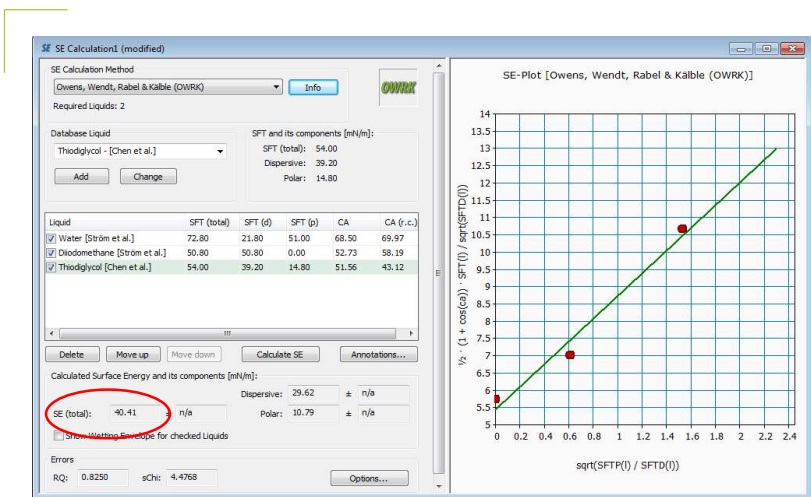 SE SE Calculation1 (modified)
SE Calculation Method
Owens, Wendt, Rabel & Kälble (OWRK)
Info
OWRK
Required Liquids: 2
Database Liquid
SFT and its components [mN/m]:
Thiodiglycol - [Chen et al.]
SFT (total): 54.00
Dispersive: 39.20
Polar: 14.80
Add Change
Liquid SFT (total) SFT (d) SFT (p) CA CA (r.c.)
Water [Ström et al.] 72.80 21.80 51.00 68.50 69.97
Diiodomethane [Ström et al.] 50.80 50.80 0.00 52.73 58.19
Thiodiglycol [Chen et al.] 54.00 39.20 14.80 51.56 43.12
Delete Move up Move down Calculate SE Annotations...
Calculated Surface Energy and its components [mN/m]:
Dispersive: 29.62 ± n/a
SE (total): 40.41 ± n/a Polar: 10.79 ± n/a
Show Wetting Envelope for checked Liquids
Errors
RQ: 0.8250 sChi: 4.4768 Options...
SE-Plot [Owens, Wendt, Rabel & Kälble (OWRK)]
½ · (1 + cos(ca)) · SFT(l) / sqrt(SFTD(l))
14
13.5
13
12.5
12
11.5
11
10.5
10
9.5
9
8.5
8
7.5
7
6.5
6
5.5
5
0 0.2 0.4 0.6 0.8 1 1.2 1.4 1.6 1.8 2 2.2 2.4
sqrt(SFTP(l) / SFTD(l))